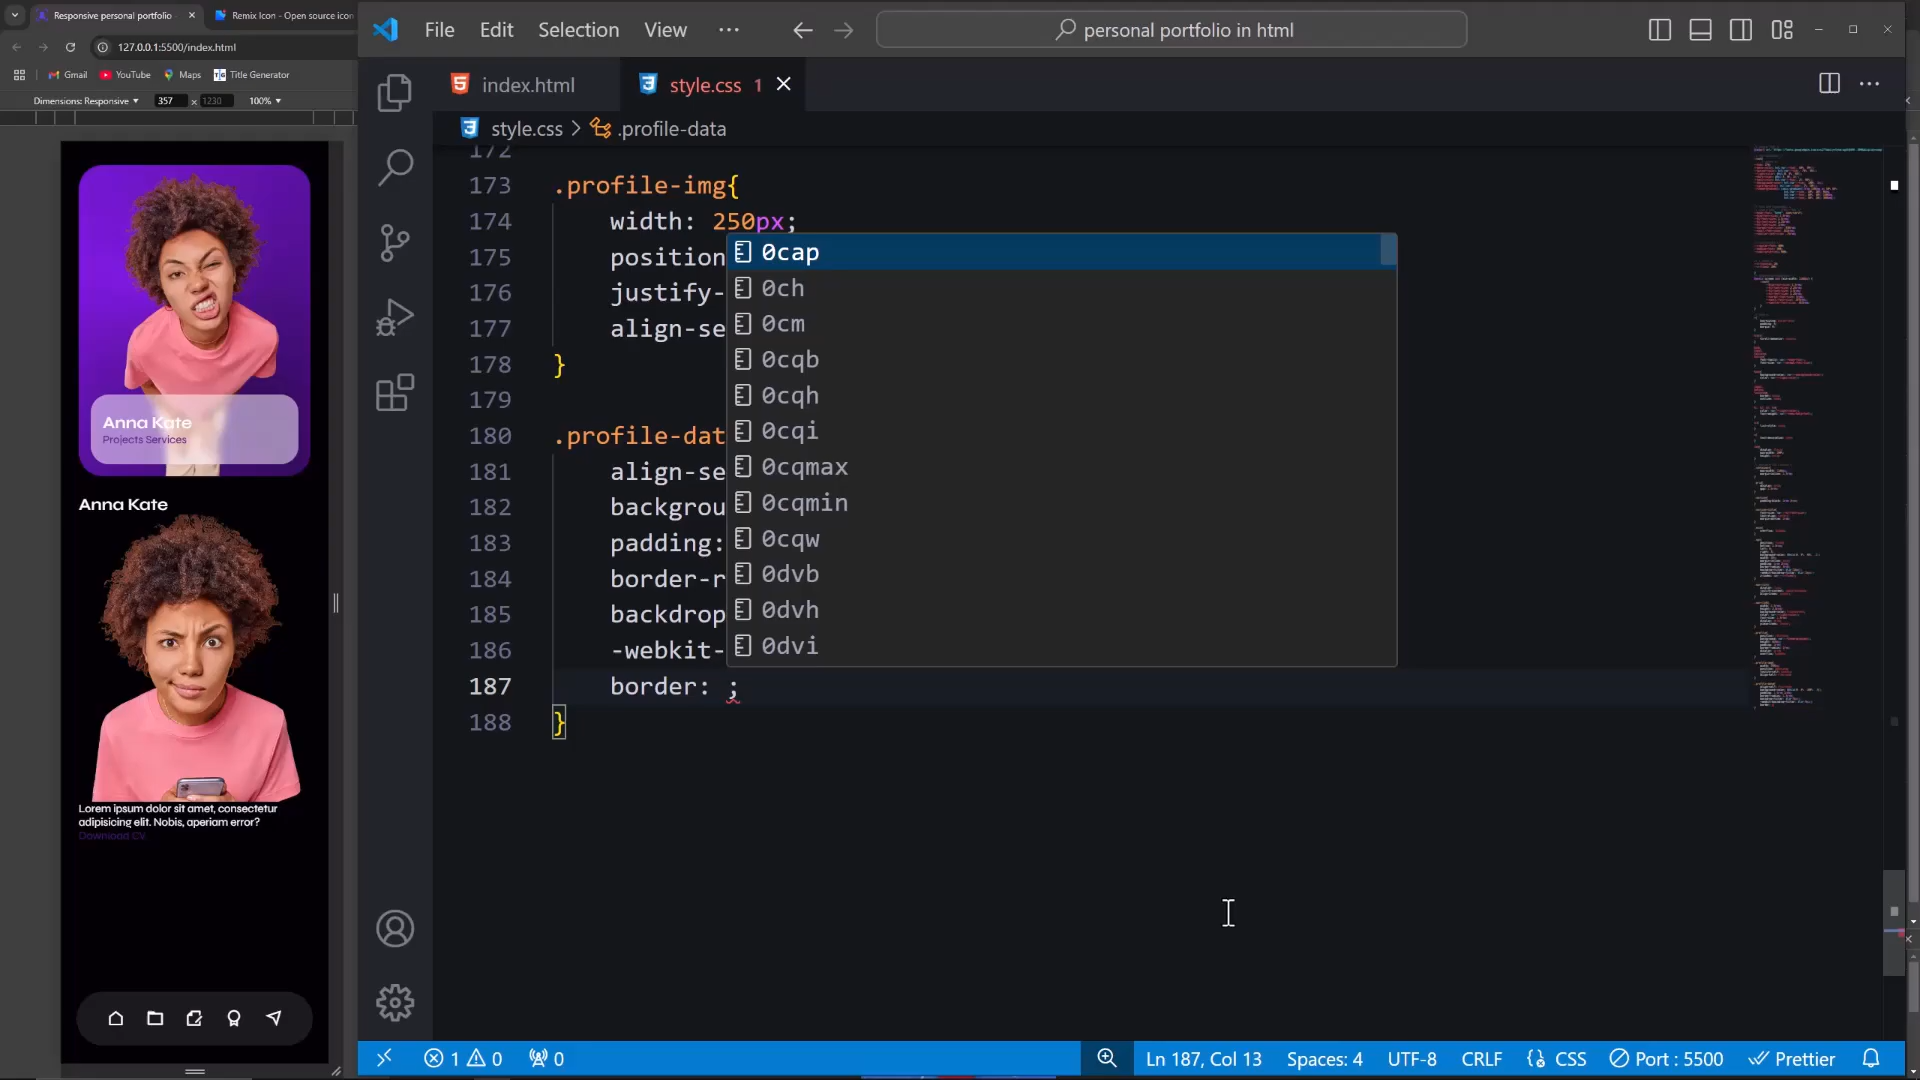 Responsive personal portfolio
Remix Icon - Open source icon
127.0.0.1:5500/index.html
Gmail YouTube Maps Title Generator
Dimensions: Responsive 357 x 1230 100%
Anna Kate
Projects Services
Anna Kate
Lorem ipsum dolor sit amet, consectetur
adipisicing elit. Nobis, aperiam error?
Download CV
File Edit Selection View ··· personal portfolio in html
index.html style.css 1
style.css > .profile-data
172
173 .profile-img{
174 width: 250px;
175 position
176 justify-
177 align-se
178 }
179
180 .profile-dat
181 align-se
182 backgrou
183 padding:
184 border-r
185 backdrop
186 -webkit-
187 border: ;
188 }
0cap
0ch
0cm
0cqb
0cqh
0cqi
0cqmax
0cqmin
0cqw
0dvb
0dvh
0dvi
1 0 0 Ln 187, Col 13 Spaces: 4 UTF-8 CRLF CSS Port : 5500 Prettier